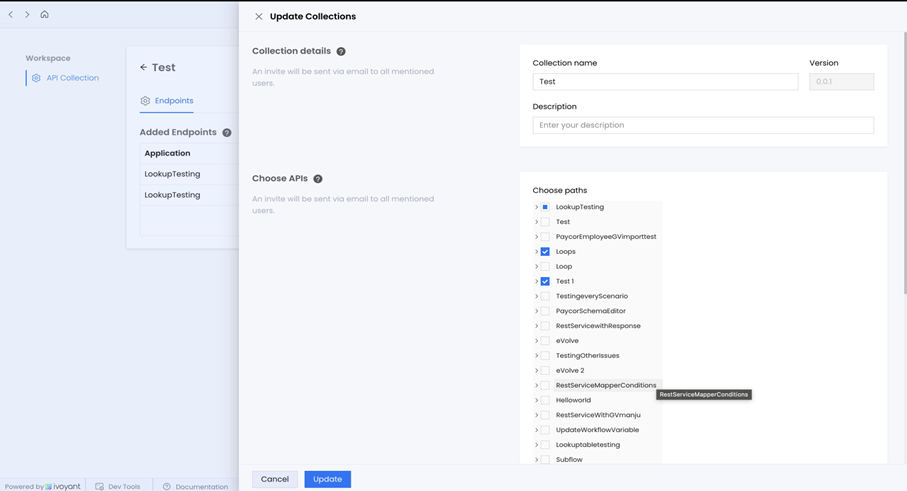 Update Collections
Workspace
API Collection
Test
Endpoints
Added Endpoints
Application
LookupTesting
LookupTesting
Collection details
An invite will be sent via email to all mentioned
users.
Collection name
Version
Test
0.0.1
Description
Enter your description
Choose APIs
An invite will be sent via email to all mentioned
users.
Choose paths
LookupTesting
Test
PaycorEmployeeGVimporttest
Loops
Loop
Test 1
TestingeveryScenario
PaycorSchemaEditor
RestServicewithResponse
eVolve
TestingOtherIssues
eVolve 2
RestServiceMapperConditions
RestServiceMapperConditions
Helloworld
RestServiceWithGVmanju
UpdateWorkflowVariable
Lookuptabletesting
Subflow
Cancel
Update
Powered by ivoyant
Dev Tools
Documentation